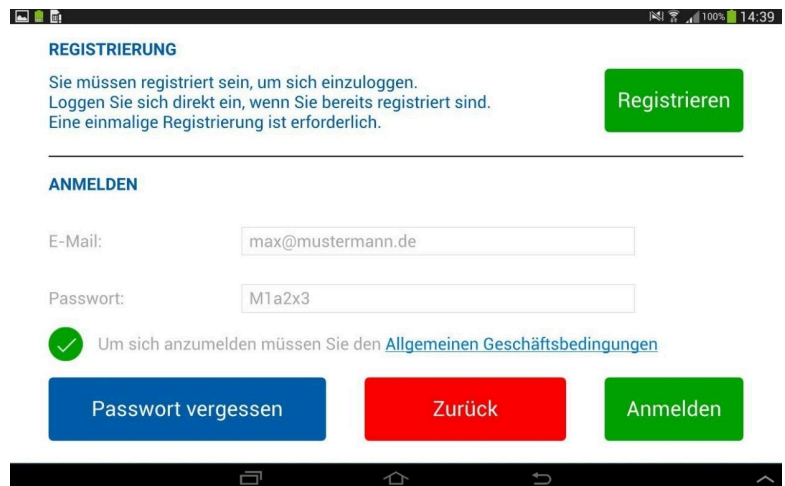 100% 14:39
REGISTRIERUNG
Sie müssen registriert sein, um sich einzuloggen.
Loggen Sie sich direkt ein, wenn Sie bereits registriert sind.
Eine einmalige Registrierung ist erforderlich.
Registrieren
ANMELDEN
E-Mail: max@mustermann.de
Passwort: M1a2x3
Um sich anzumelden müssen Sie den Allgemeinen Geschäftsbedingungen
Passwort vergessen Zurück Anmelden